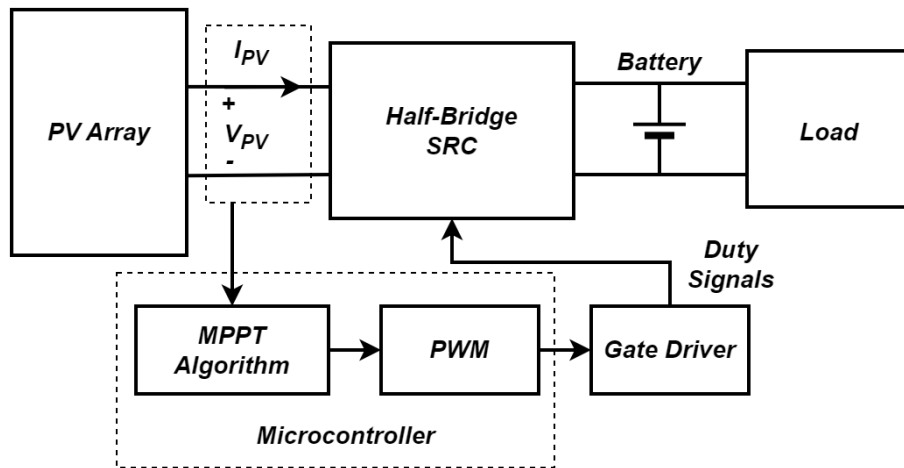 PV Array
I_PV
+
V_PV
-
Half-Bridge
SRC
Battery
Load
Duty
Signals
MPPT
Algorithm
PWM
Gate Driver
Microcontroller